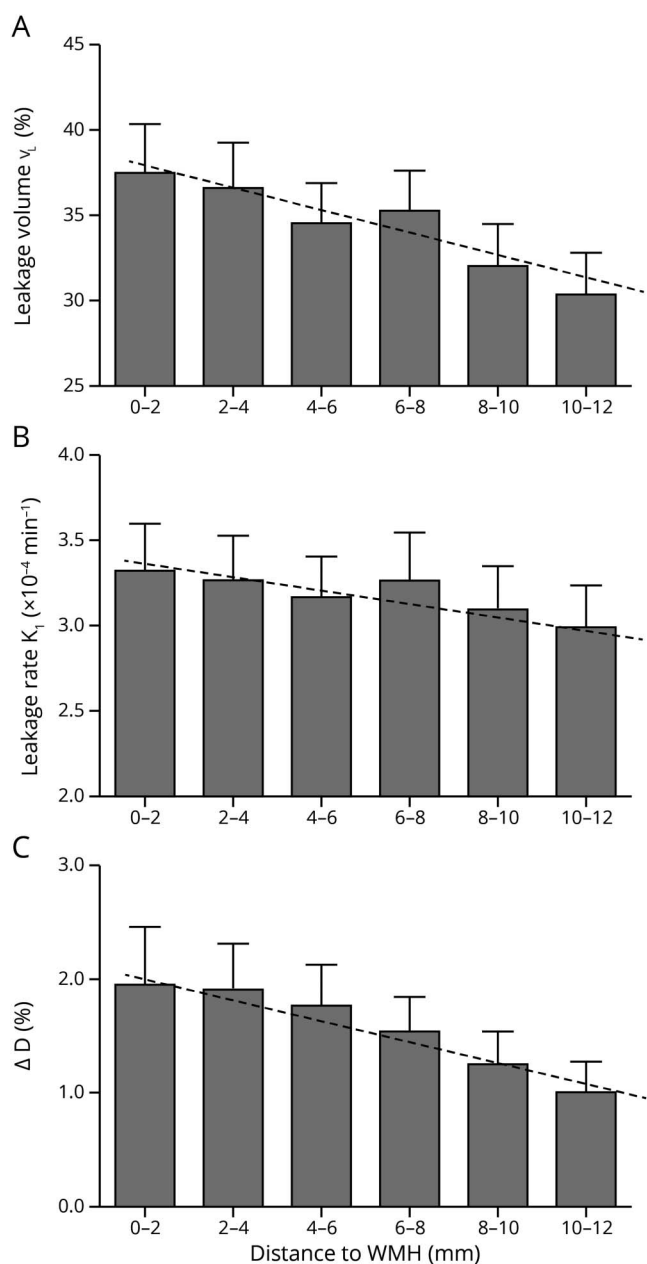 A
Leakage volume v_L (%)
45
40
35
30
25
0–2 2–4 4–6 6–8 8–10 10–12
B
Leakage rate K₁ (×10⁻⁴ min⁻¹)
4.0
3.5
3.0
2.5
2.0
0–2 2–4 4–6 6–8 8–10 10–12
C
Δ D (%)
3.0
2.0
1.0
0.0
0–2 2–4 4–6 6–8 8–10 10–12
Distance to WMH (mm)